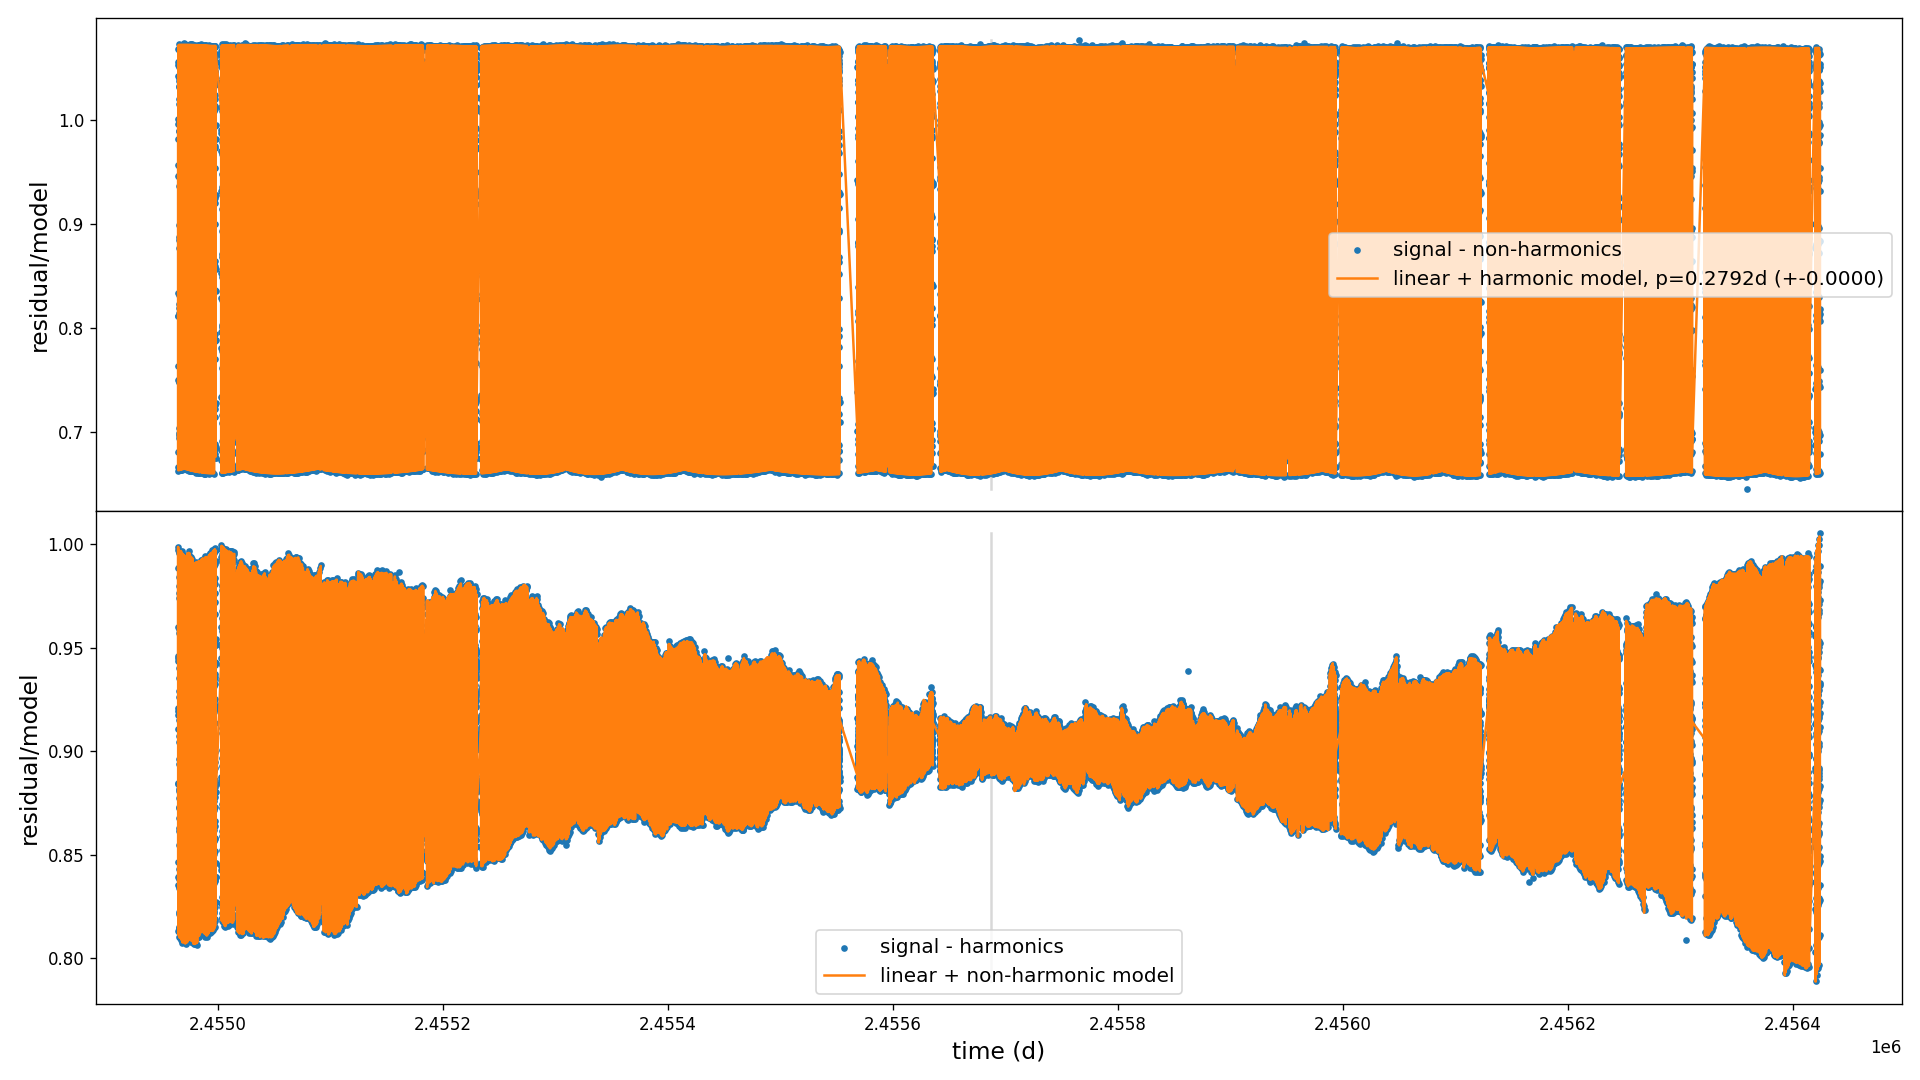 residual/model
1.0
0.9
0.8
0.7
signal - non-harmonics
linear + harmonic model, p=0.2792d (+-0.0000)
residual/model
1.00
0.95
0.90
0.85
0.80
signal - harmonics
linear + non-harmonic model
2.4550
2.4552
2.4554
2.4556
2.4558
2.4560
2.4562
2.4564
time (d)
1e6